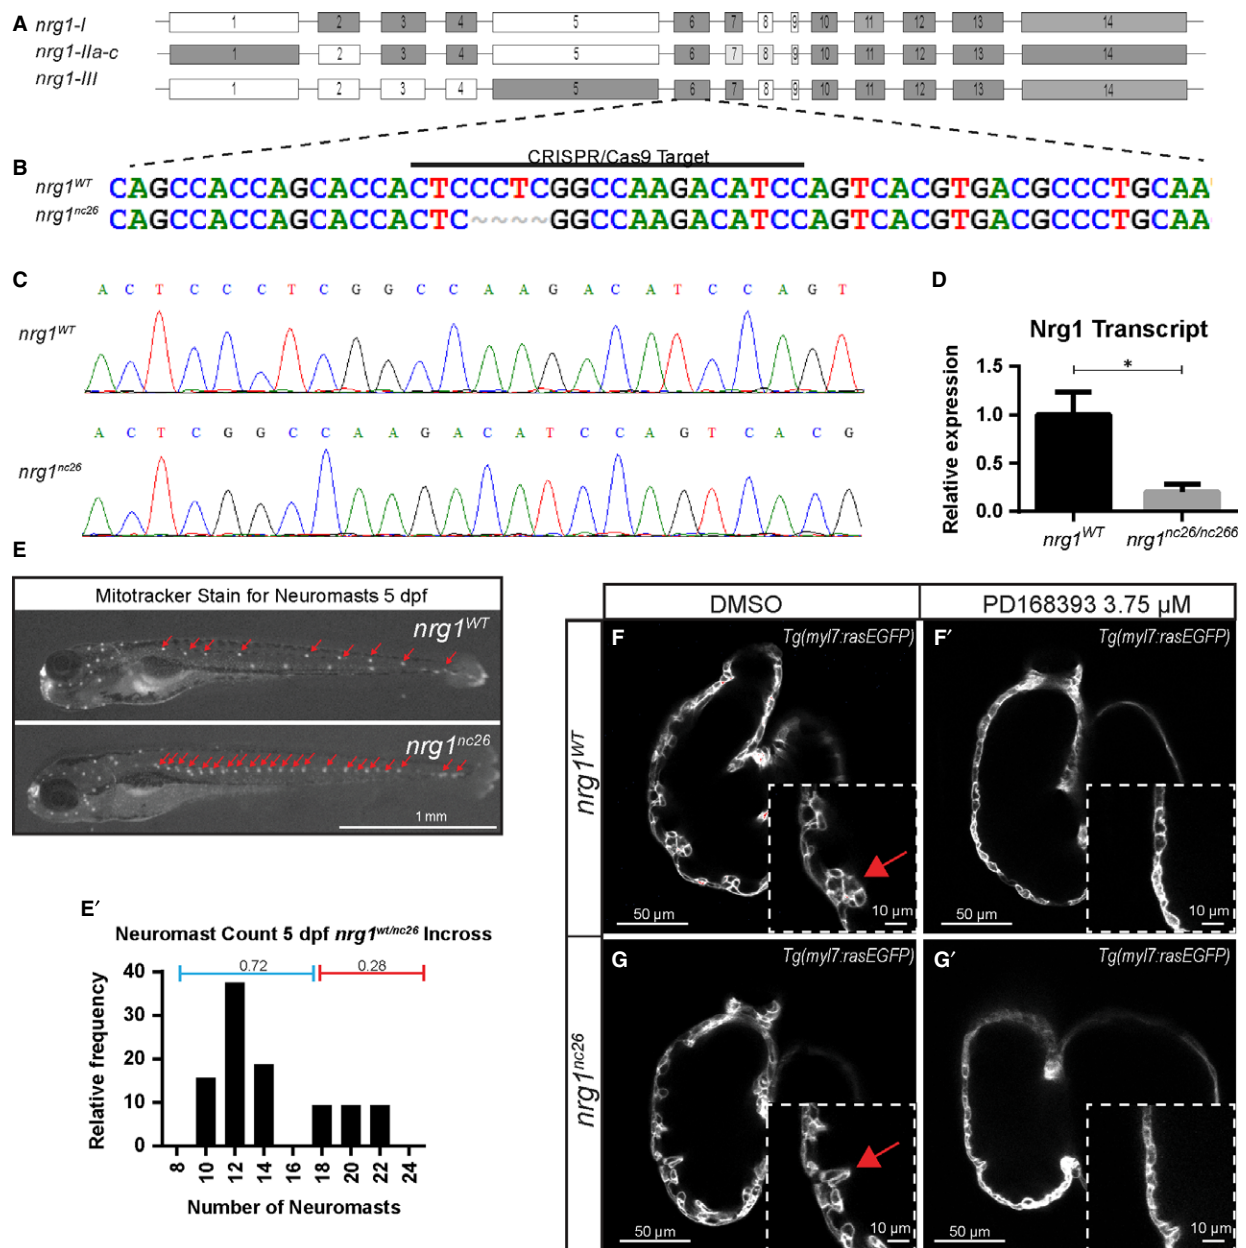 A
nrg1-I
1 2 3 4 5 6 7 8 9 10 11 12 13 14
nrg1-IIa-c
1 2 3 4 5 6 7 8 9 10 11 12 13 14
nrg1-III
1 2 3 4 5 6 7 8 9 10 11 12 13 14
B
CRISPR/Cas9 Target
nrg1WT CAGCCACCAGCACCACTCCCTCGGCCAAGACATCCAGTCACGTGACGCCCTGCAA
nrg1nc26 CAGCCACCAGCACCACTC~~~~GGCCAAGACATCCAGTCACGTGACGCCCTGCAA
C
A C T C C C T C G G C C A A G A C A T C C A G T
nrg1WT
A C T C G G C C A A G A C A T C C A G T C A C G
nrg1nc26
D
Nrg1 Transcript
Relative expression
1.5
1.0
0.5
0.0
*
nrg1WT nrg1nc26/nc266
E
Mitotracker Stain for Neuromasts 5 dpf
nrg1WT
nrg1nc26
1 mm
E′
Neuromast Count 5 dpf nrg1wt/nc26 Incross
0.72 0.28
Relative frequency
40
30
20
10
0
8 10 12 14 16 18 20 22 24
Number of Neuromasts
DMSO
PD168393 3.75 µM
nrg1WT
F
Tg(myl7:rasEGFP)
50 µm
10 µm
F′
Tg(myl7:rasEGFP)
50 µm
10 µm
nrg1nc26
G
Tg(myl7:rasEGFP)
50 µm
10 µm
G′
Tg(myl7:rasEGFP)
50 µm
10 µm